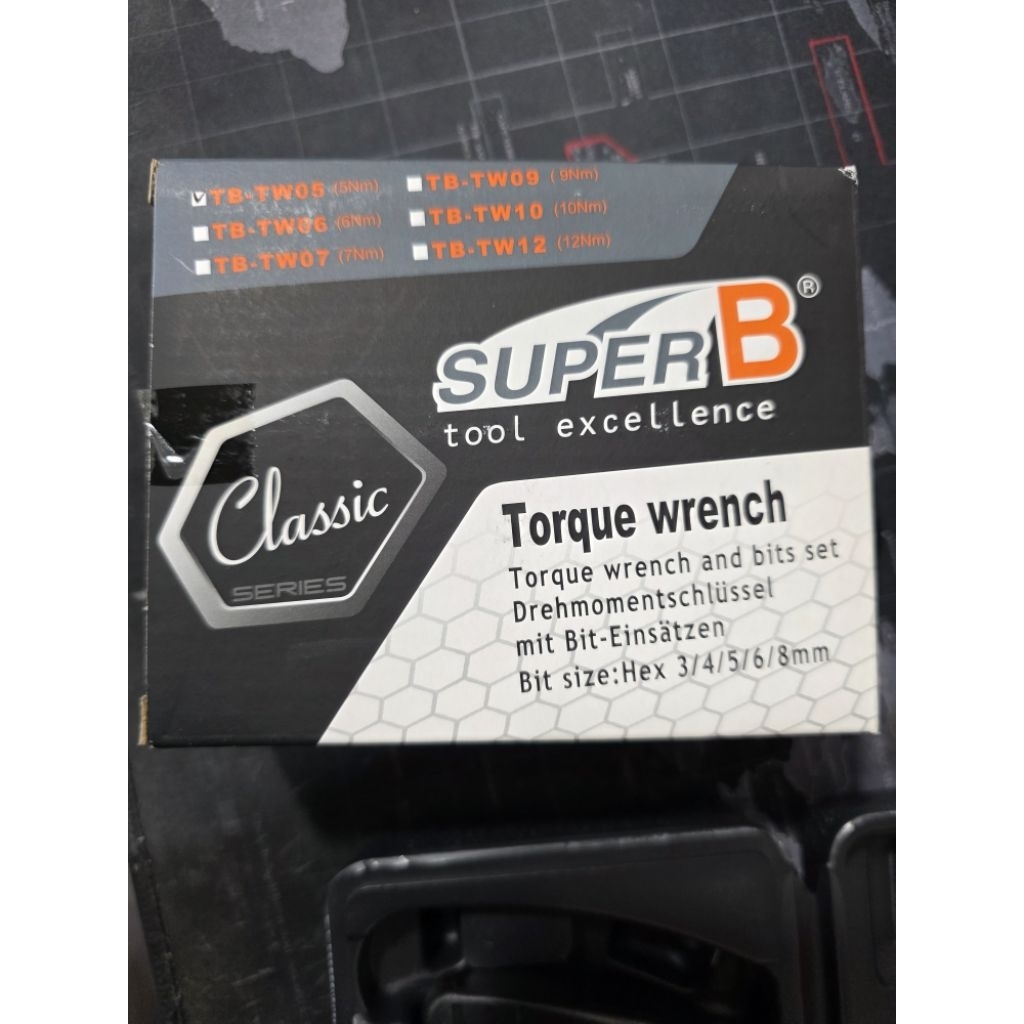 TB-TW05 (5Nm)
TB-TW06 (6Nm)
TB-TW07 (7Nm)
TB-TW09 (9Nm)
TB-TW10 (10Nm)
TB-TW12 (12Nm)
SUPER B®
tool excellence
Classic
SERIES
Torque wrench
Torque wrench and bits set
Drehmomentschlüssel
mit Bit-Einsätzen
Bit size:Hex 3/4/5/6/8mm